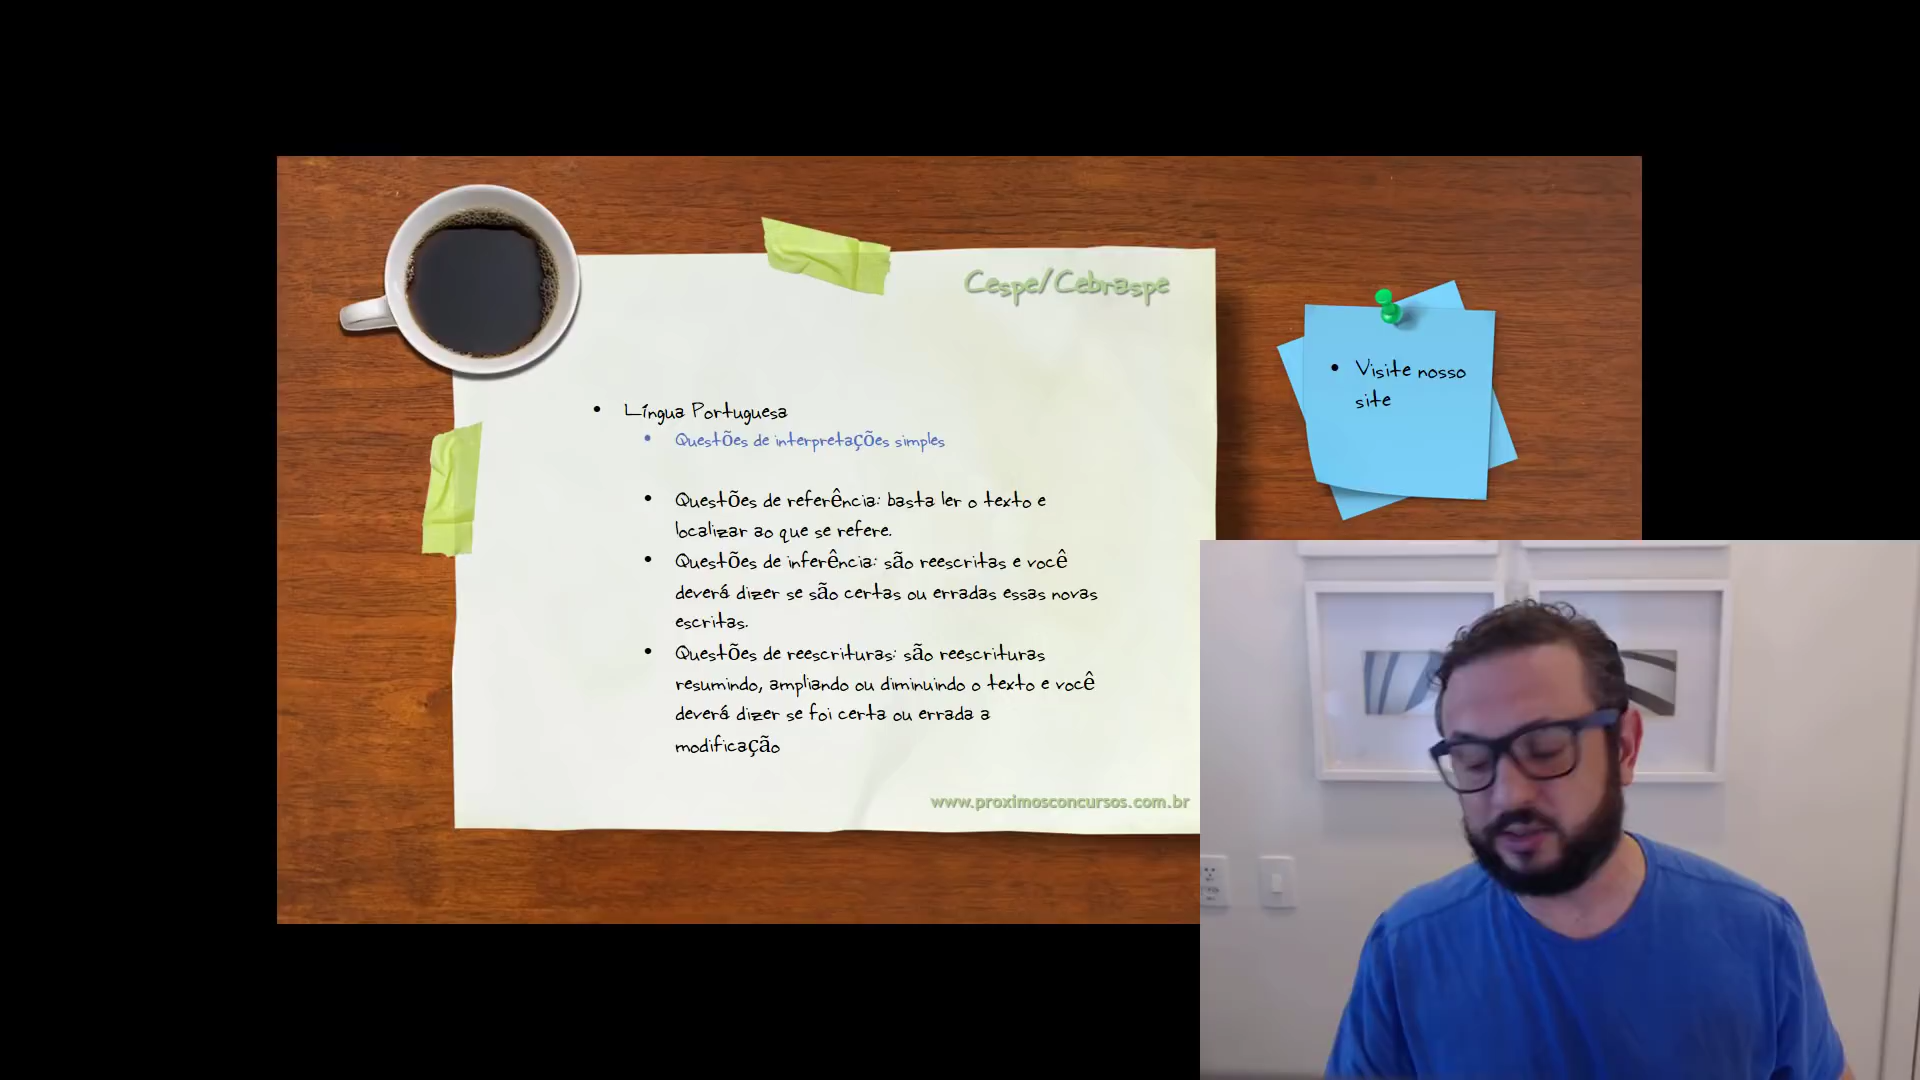 Cespe/Cebraspe
• Língua Portuguesa
• Questões de interpretações simples
• Questões de referência: basta ler o texto e
localizar ao que se refere.
• Questões de inferência: são reescritas e você
deverá dizer se são certas ou erradas essas novas
escritas.
• Questões de reescrituras: são reescrituras
resumindo, ampliando ou diminuindo o texto e você
deverá dizer se foi certa ou errada a
modificação
www.proximosconcursos.com.br
• Visite nosso
site